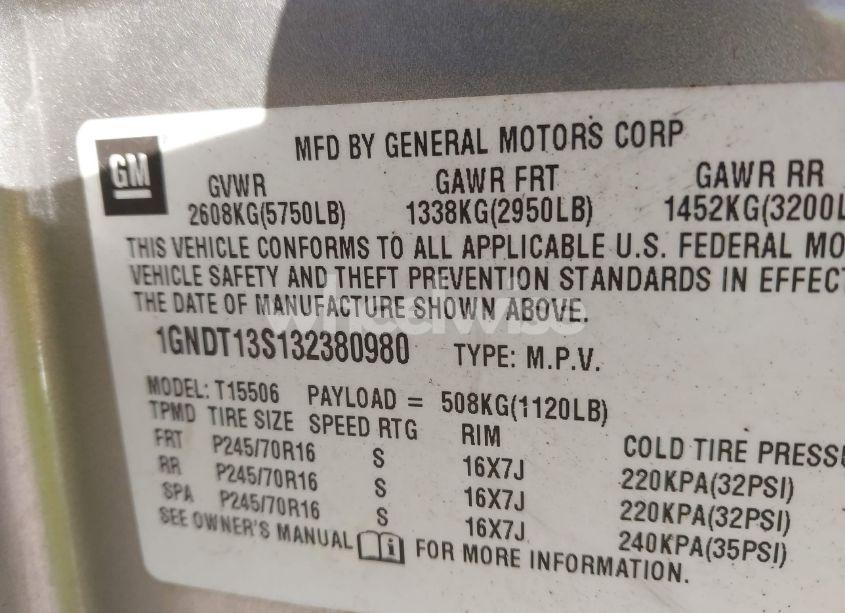 GM
MFD BY GENERAL MOTORS CORP
GVWR GAWR FRT GAWR RR
2608KG(5750LB) 1338KG(2950LB) 1452KG(3200L
THIS VEHICLE CONFORMS TO ALL APPLICABLE U.S. FEDERAL MO
VEHICLE SAFETY AND THEFT PREVENTION STANDARDS IN EFFECT
THE DATE OF MANUFACTURE SHOWN ABOVE.
wheelwise
1GNDT13S132380980 TYPE: M.P.V.
MODEL: T15506 PAYLOAD = 508KG(1120LB)
TPMD TIRE SIZE SPEED RTG RIM COLD TIRE PRESSU
FRT P245/70R16 S 16X7J 220KPA(32PSI)
RR P245/70R16 S 16X7J 220KPA(32PSI)
SPA P245/70R16 S 16X7J 240KPA(35PSI)
SEE OWNER'S MANUAL i FOR MORE INFORMATION.